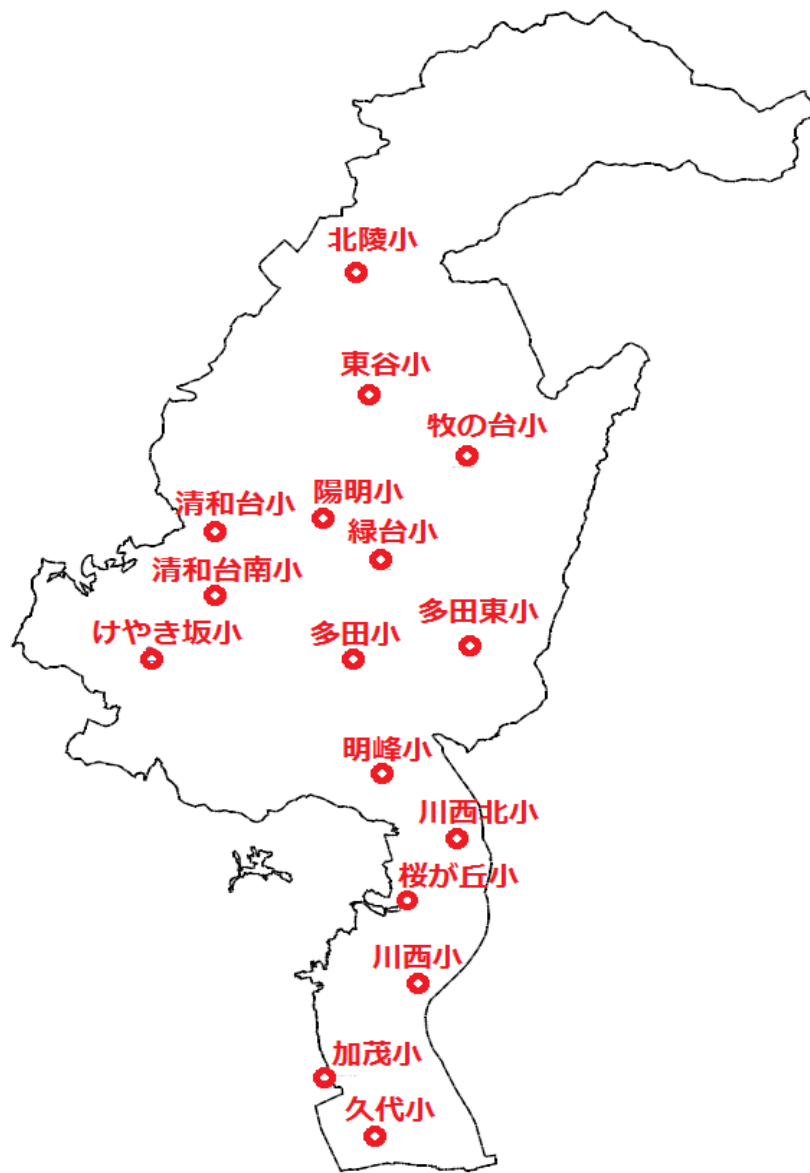 北陵小
東谷小
牧の台小
陽明小
清和台小
緑台小
清和台南小
多田東小
けやき坂小
多田小
明峰小
川西北小
桜が丘小
川西小
加茂小
久代小